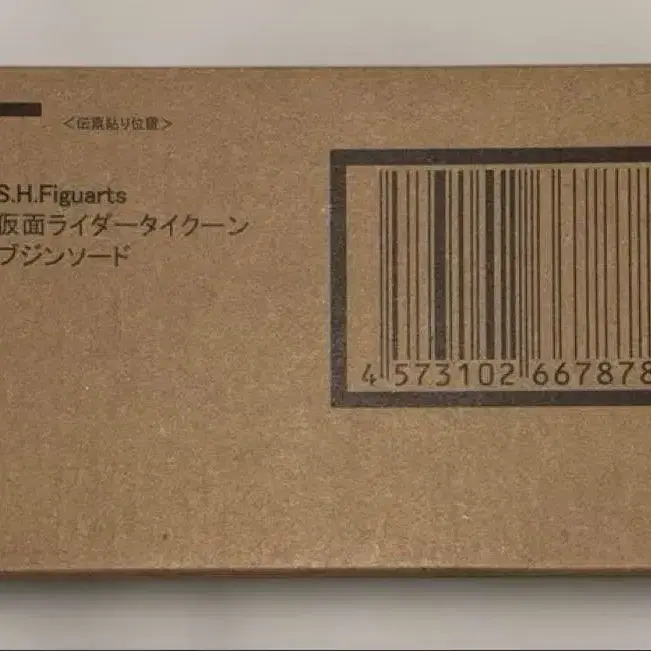 <伝票貼り位置>
S.H.Figuarts
仮面ライダータイクーン
ブジンソード
4 573102 667878